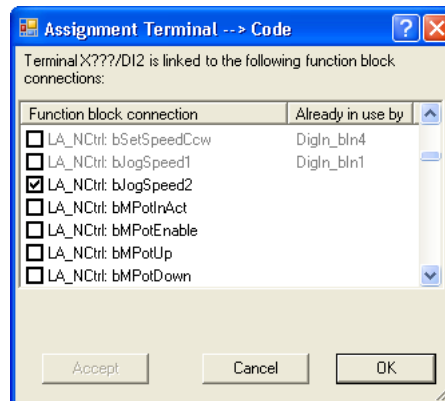 Assignment Terminal --> Code
Terminal X???/DI2 is linked to the following function block
connections:
Function block connection Already in use by
LA_NCtrl: bSetSpeedCcw DigIn_bIn4
LA_NCtrl: bJogSpeed1 DigIn_bIn1
LA_NCtrl: bJogSpeed2
LA_NCtrl: bMPotInAct
LA_NCtrl: bMPotEnable
LA_NCtrl: bMPotUp
LA_NCtrl: bMPotDown
Accept Cancel OK